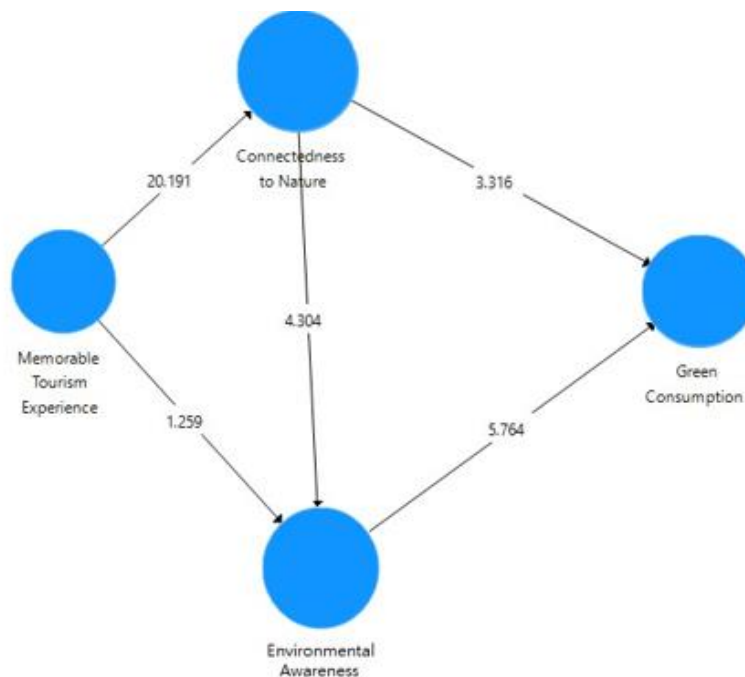 Connectedness
to Nature
20.191
3.316
4.304
Memorable
Tourism
Experience
Green
Consumption
1.259
5.764
Environmental
Awareness